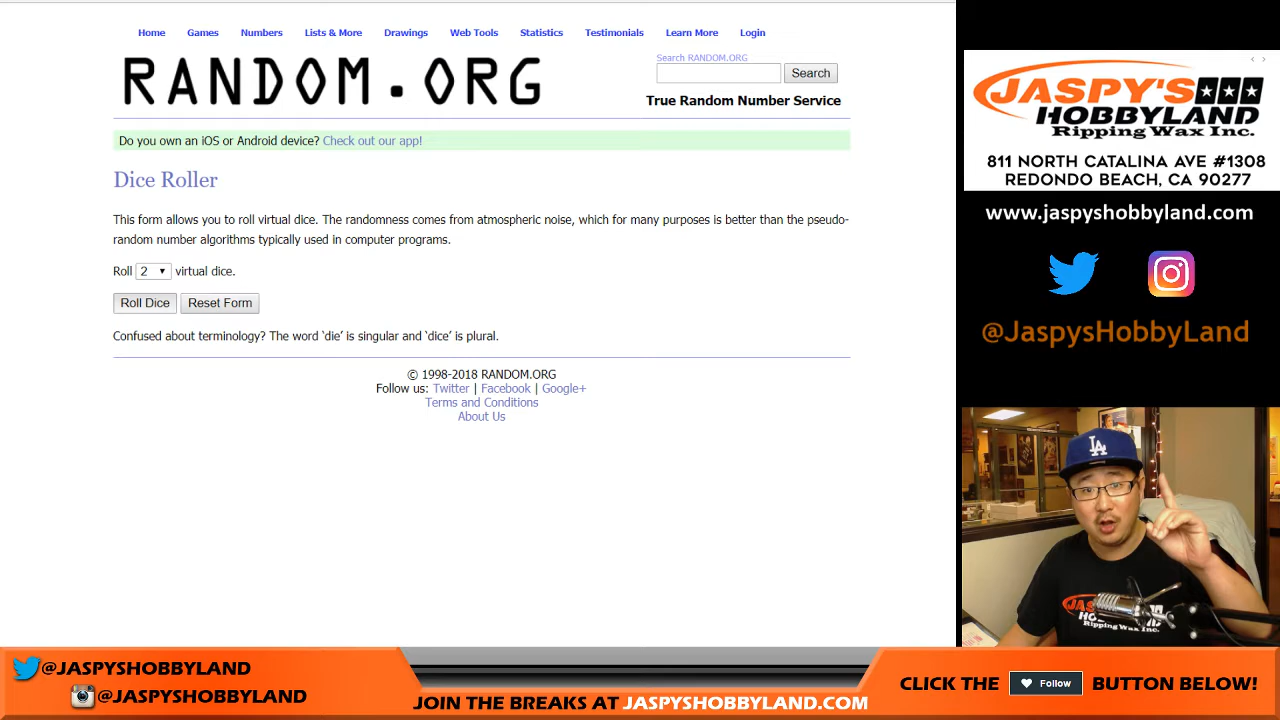 Home Games Numbers Lists & More Drawings Web Tools Statistics Testimonials Learn More Login
RANDOM.ORG
Search RANDOM.ORG
Search
True Random Number Service
Do you own an iOS or Android device? Check out our app!
Dice Roller
This form allows you to roll virtual dice. The randomness comes from atmospheric noise, which for many purposes is better than the pseudo-
random number algorithms typically used in computer programs.
Roll 2 virtual dice.
Roll Dice Reset Form
Confused about terminology? The word ‘die’ is singular and ‘dice’ is plural.
© 1998-2018 RANDOM.ORG
Follow us: Twitter | Facebook | Google+
Terms and Conditions
About Us
JASPY'S
HOBBYLAND
Ripping Wax Inc.
811 NORTH CATALINA AVE #1308
REDONDO BEACH, CA 90277
www.jaspyshobbyland.com
@JaspysHobbyLand
LA
Ripping Wax Inc.
@JASPYSHOBBYLAND
@JASPYSHOBBYLAND
JOIN THE BREAKS AT JASPYSHOBBYLAND.COM
CLICK THE Follow BUTTON BELOW!